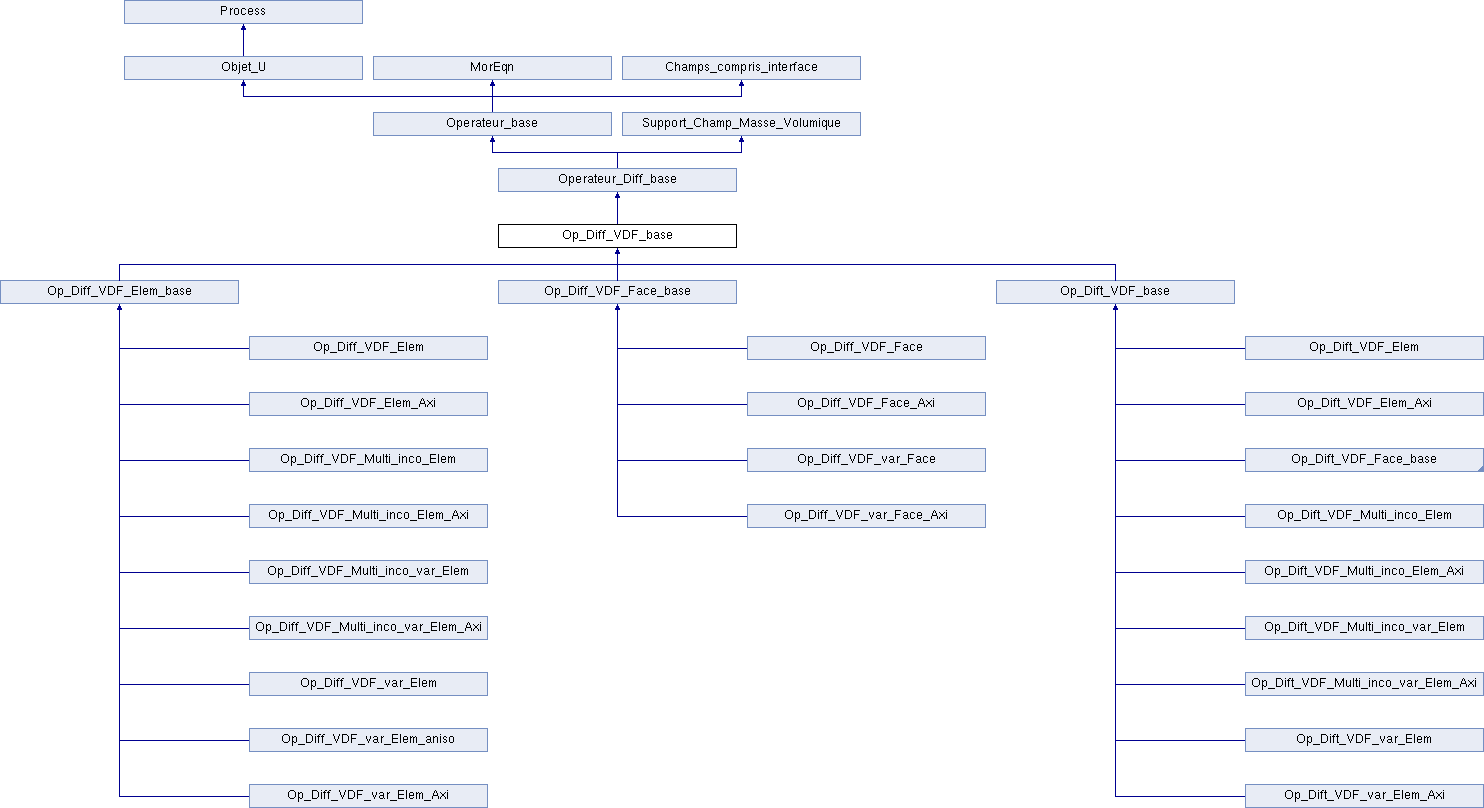 Process
Objet_U
MorEqn
Champs_compris_interface
Operateur_base
Support_Champ_Masse_Volumique
Operateur_Diff_base
Op_Diff_VDF_base
Op_Diff_VDF_Elem_base
Op_Diff_VDF_Face_base
Op_Dift_VDF_base
Op_Diff_VDF_Elem
Op_Diff_VDF_Face
Op_Dift_VDF_Elem
Op_Diff_VDF_Elem_Axi
Op_Diff_VDF_Face_Axi
Op_Dift_VDF_Elem_Axi
Op_Diff_VDF_Multi_inco_Elem
Op_Diff_VDF_var_Face
Op_Dift_VDF_Face_base
Op_Diff_VDF_Multi_inco_Elem_Axi
Op_Diff_VDF_var_Face_Axi
Op_Dift_VDF_Multi_inco_Elem
Op_Diff_VDF_Multi_inco_var_Elem
Op_Dift_VDF_Multi_inco_Elem_Axi
Op_Diff_VDF_Multi_inco_var_Elem_Axi
Op_Dift_VDF_Multi_inco_var_Elem
Op_Diff_VDF_var_Elem
Op_Dift_VDF_Multi_inco_var_Elem_Axi
Op_Diff_VDF_var_Elem_aniso
Op_Dift_VDF_var_Elem
Op_Diff_VDF_var_Elem_Axi
Op_Dift_VDF_var_Elem_Axi